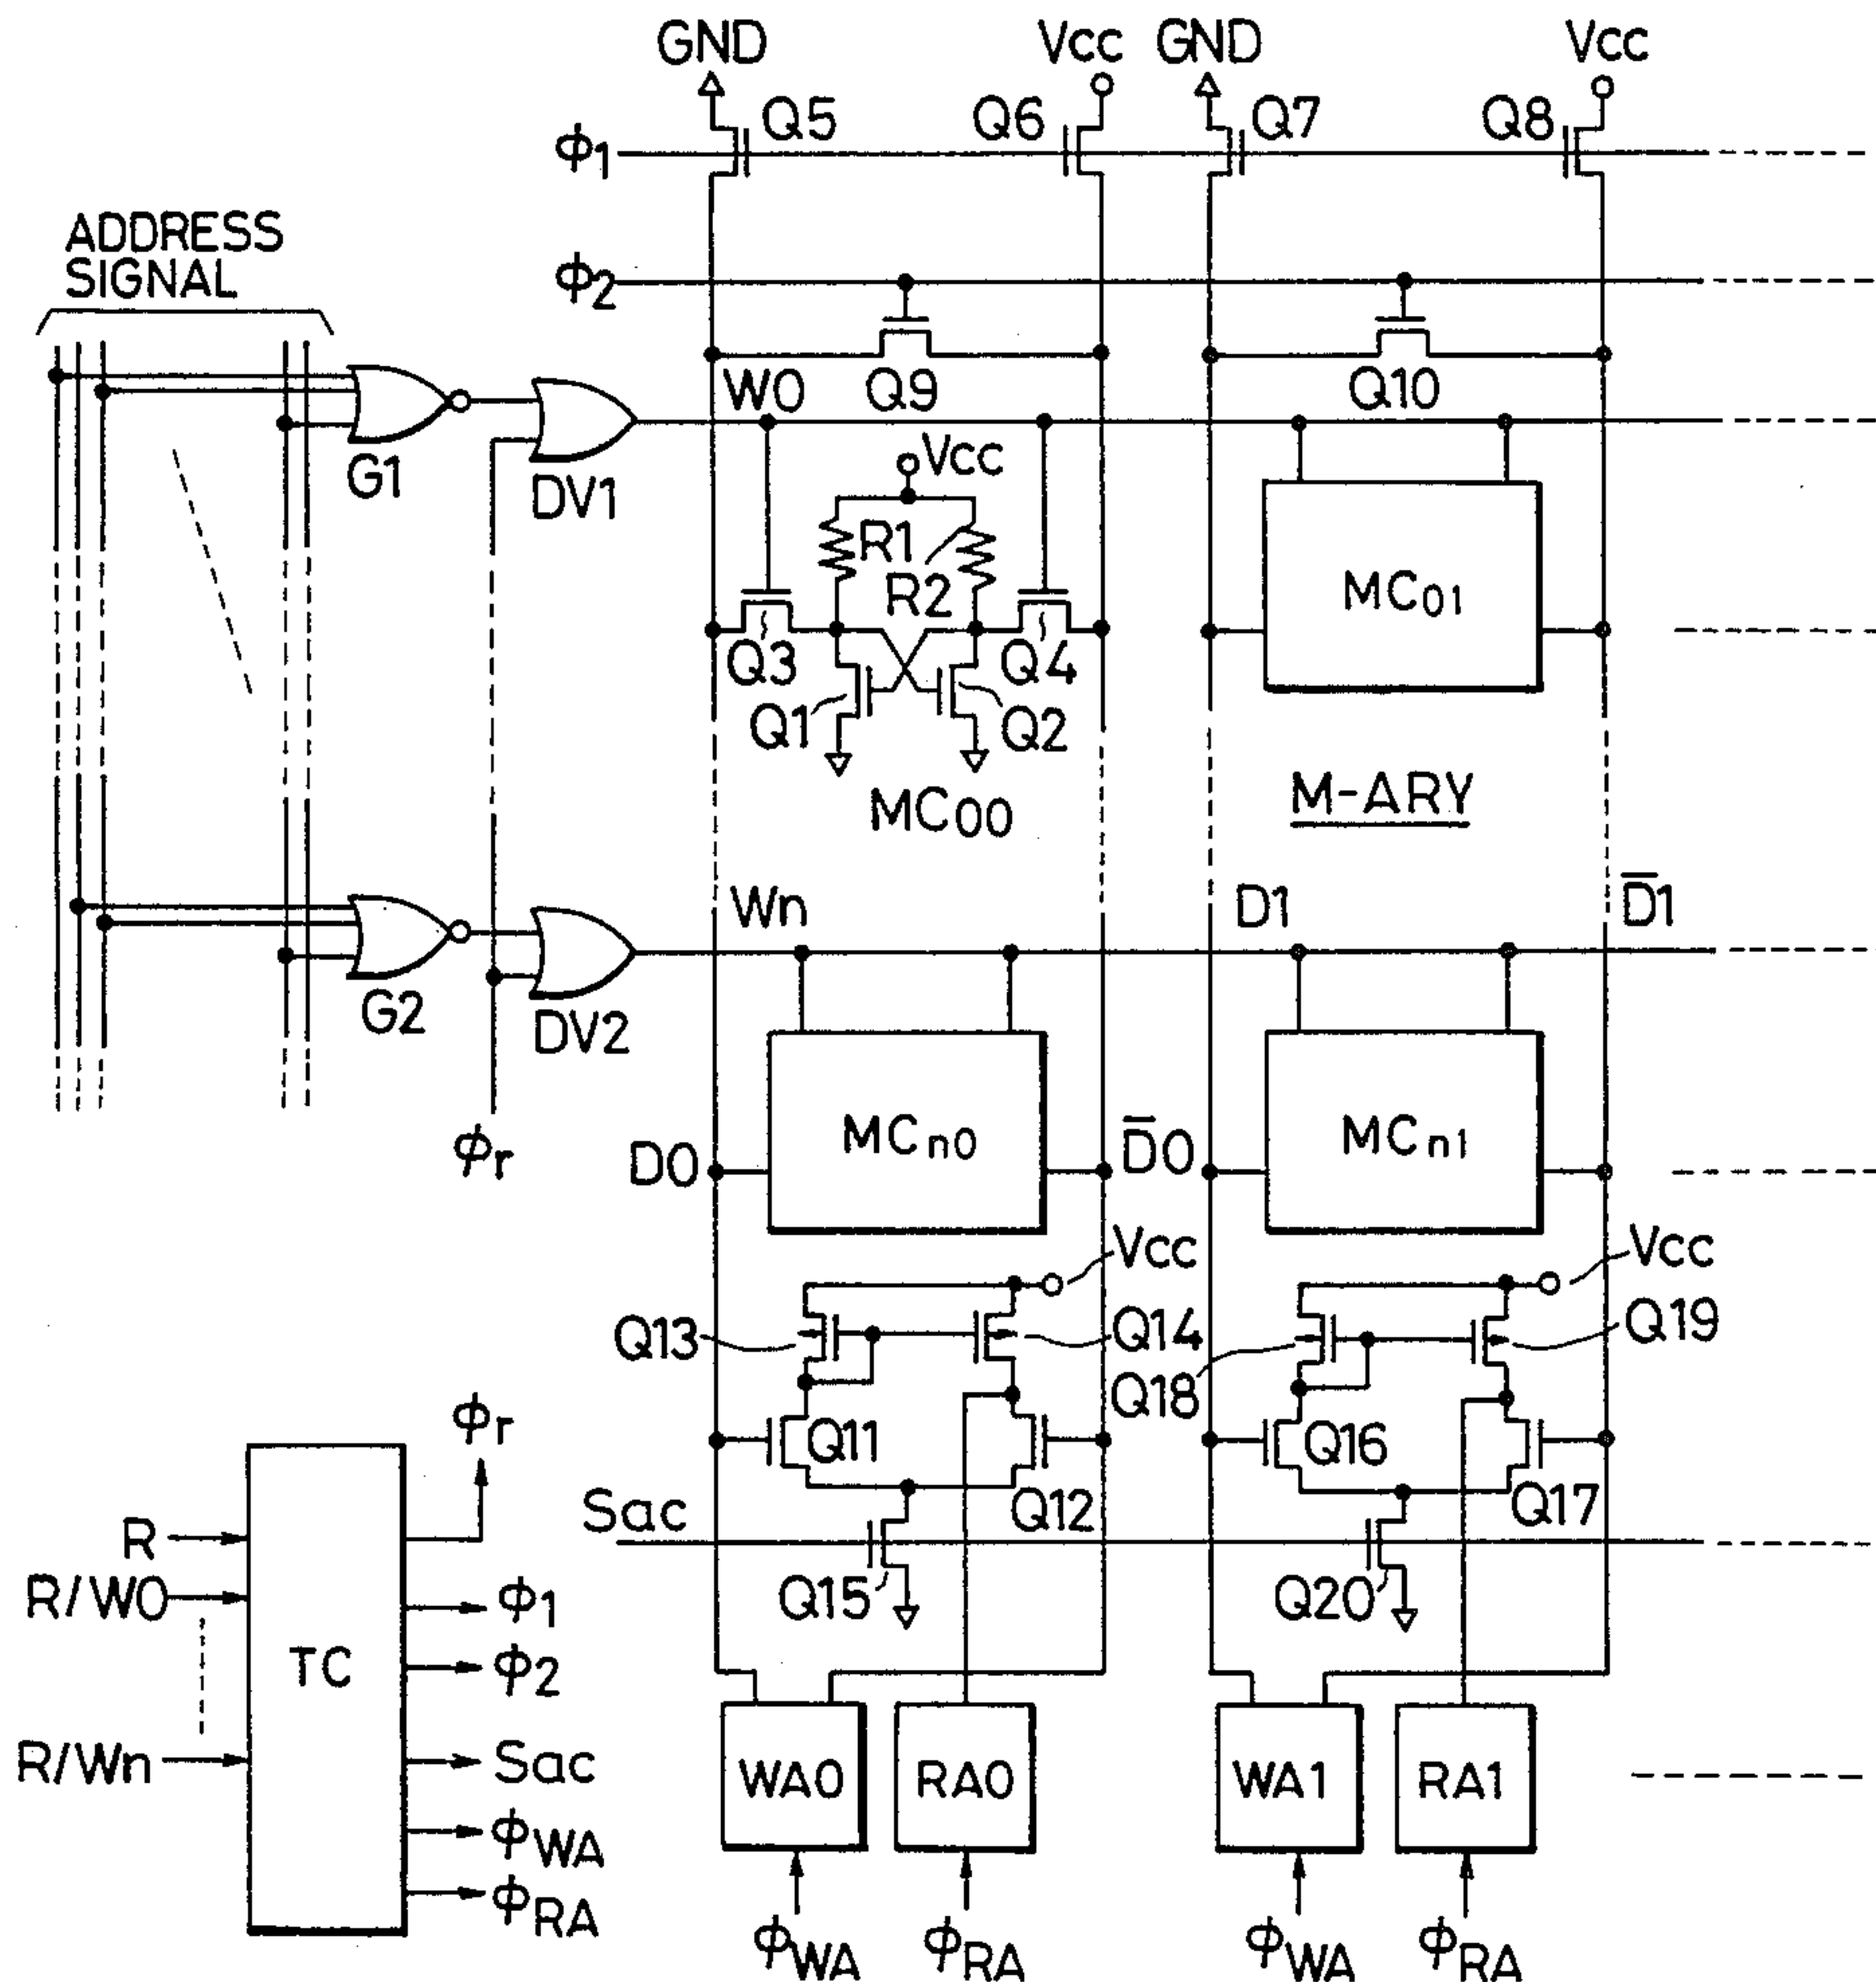 GND Vcc GND Vcc
Q5 Q6 Q7 Q8
ϕ1
ADDRESS
SIGNAL
ϕ2
W0 Q9 Q10
G1 DV1 Vcc
R1
R2 MC01
Q3 Q4
Q1 Q2
MC00 M-ARY
Wn D1 D̅1
G2 DV2
MCn0 MCn1
ϕr D0 D̅0
Vcc Vcc
Q13 Q14 Q19
Q18
ϕr Q11 Q16
Sac Q12 Q17
R
R/W0 ϕ1 Q15 Q20
TC ϕ2
R/Wn Sac WA0 RA0 WA1 RA1
ϕWA
ϕRA
ϕWA ϕRA ϕWA ϕRA